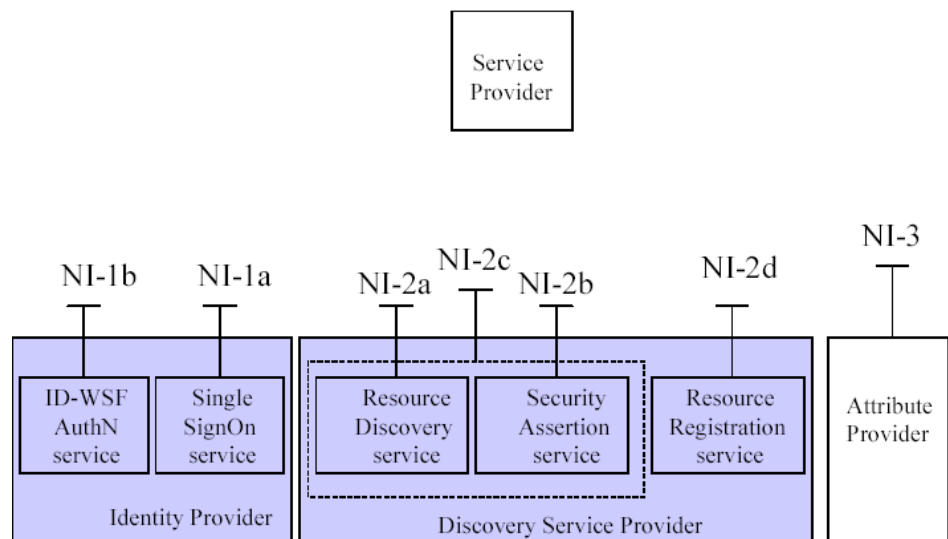 Service
Provider
NI-1b
NI-1a
NI-2a
NI-2c
NI-2b
NI-2d
NI-3
ID-WSF
AuthN
service
Single
SignOn
service
Resource
Discovery
service
Security
Assertion
service
Resource
Registration
service
Attribute
Provider
Identity Provider
Discovery Service Provider